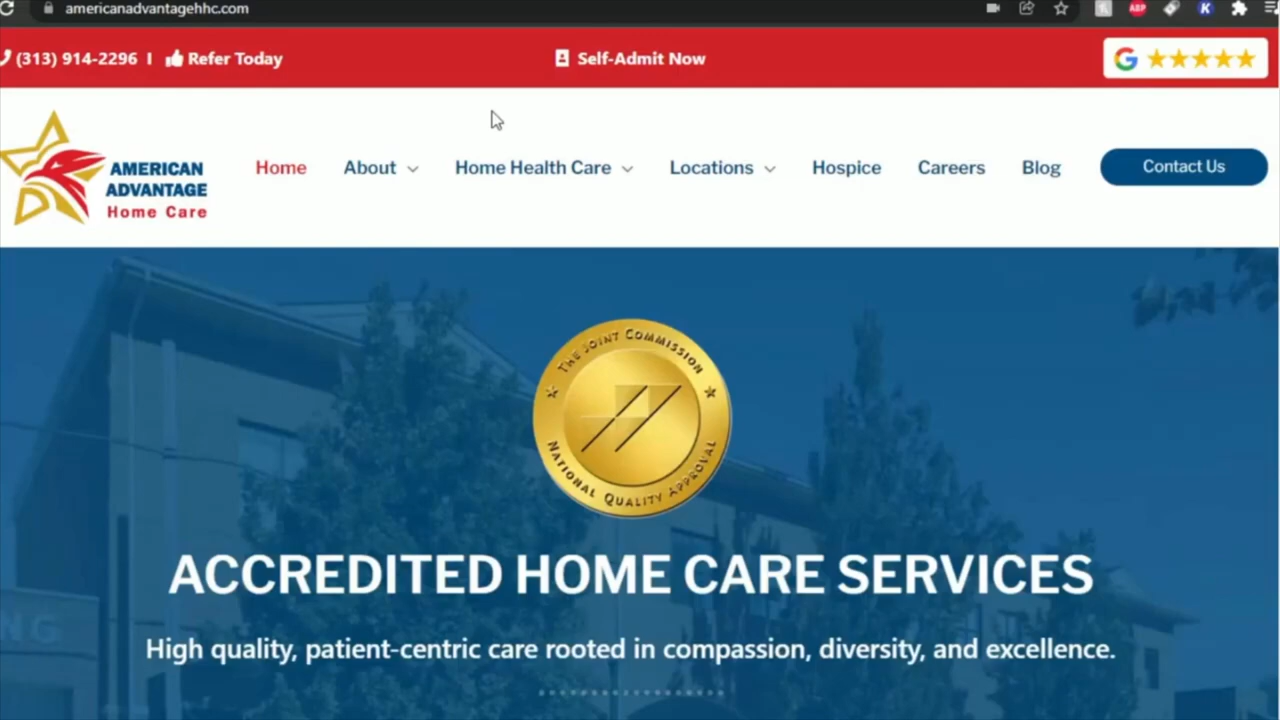 americanadvantagehhc.com
(313) 914-2296 | Refer Today
Self-Admit Now
AMERICAN
ADVANTAGE
Home Care
Home
About
Home Health Care
Locations
Hospice
Careers
Blog
Contact Us
THE JOINT COMMISSION
NATIONAL QUALITY APPROVAL
NG
ACCREDITED HOME CARE SERVICES
High quality, patient-centric care rooted in compassion, diversity, and excellence.